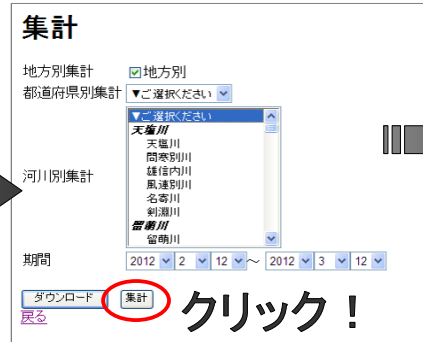 集計
地方別集計 地方別
都道府県別集計 ▼ご選択ください
▼ご選択ください
天塩川
天塩川
問寒別川
雄信内川
風連別川
名寄川
剣淵川
留萌川
留萌川
河川別集計
期間 2012 2 12 ～ 2012 3 12
ダウンロード 集計 クリック！
戻る